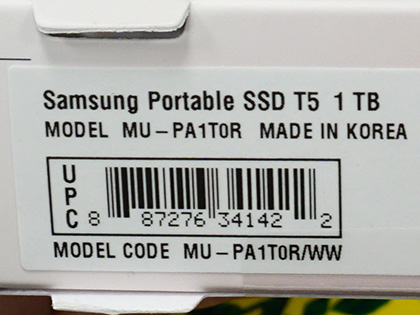 Samsung Portable SSD T5 1 TB
MODEL MU-PA1T0R MADE IN KOREA
UPC
8 87276 34142 2
MODEL CODE MU-PA1T0R/WW